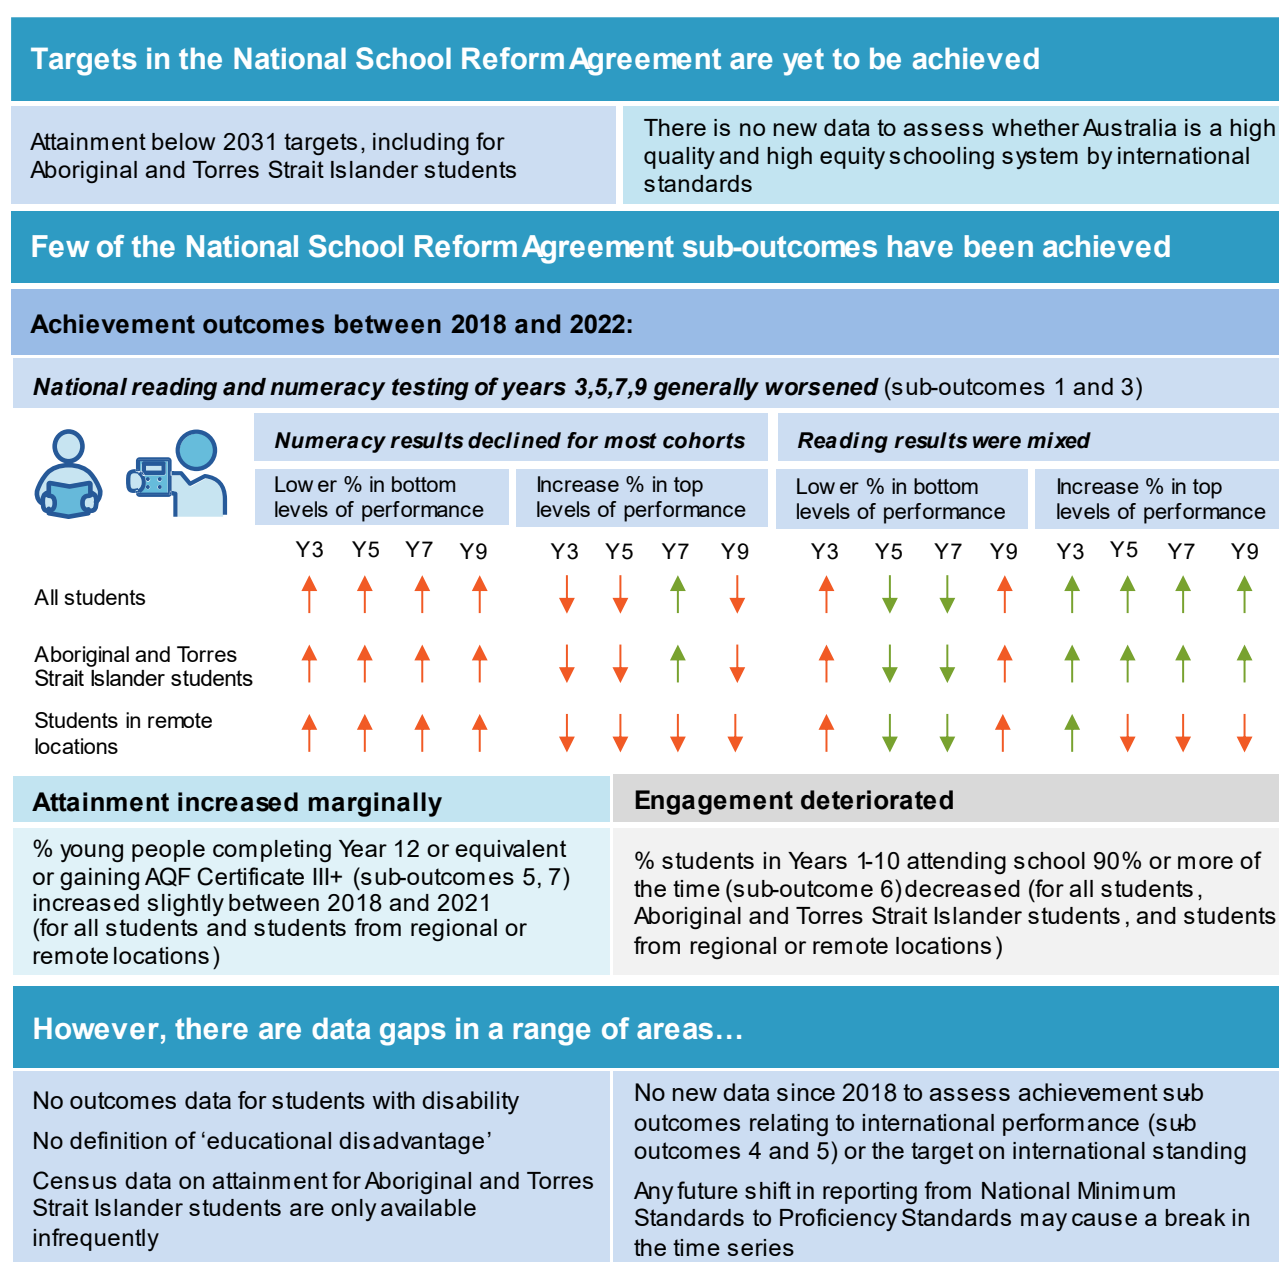 Targets in the National School Reform Agreement are yet to be achieved
Attainment below 2031 targets, including for
Aboriginal and Torres Strait Islander students
There is no new data to assess whether Australia is a high
quality and high equity schooling system by international
standards
Few of the National School Reform Agreement sub-outcomes have been achieved
Achievement outcomes between 2018 and 2022:
National reading and numeracy testing of years 3,5,7,9 generally worsened (sub-outcomes 1 and 3)
Numeracy results declined for most cohorts
Reading results were mixed
Lower % in bottom
levels of performance
Increase % in top
levels of performance
Lower % in bottom
levels of performance
Increase % in top
levels of performance
Y3 Y5 Y7 Y9 Y3 Y5 Y7 Y9 Y3 Y5 Y7 Y9 Y3 Y5 Y7 Y9
All students
Aboriginal and Torres
Strait Islander students
Students in remote
locations
Attainment increased marginally
% young people completing Year 12 or equivalent
or gaining AQF Certificate III+ (sub-outcomes 5, 7)
increased slightly between 2018 and 2021
(for all students and students from regional or
remote locations)
Engagement deteriorated
% students in Years 1-10 attending school 90% or more of
the time (sub-outcome 6) decreased (for all students,
Aboriginal and Torres Strait Islander students, and students
from regional or remote locations)
However, there are data gaps in a range of areas…
No outcomes data for students with disability
No definition of ‘educational disadvantage’
Census data on attainment for Aboriginal and Torres
Strait Islander students are only available
infrequently
No new data since 2018 to assess achievement sub-
outcomes relating to international performance (sub-
outcomes 4 and 5) or the target on international standing
Any future shift in reporting from National Minimum
Standards to Proficiency Standards may cause a break in
the time series